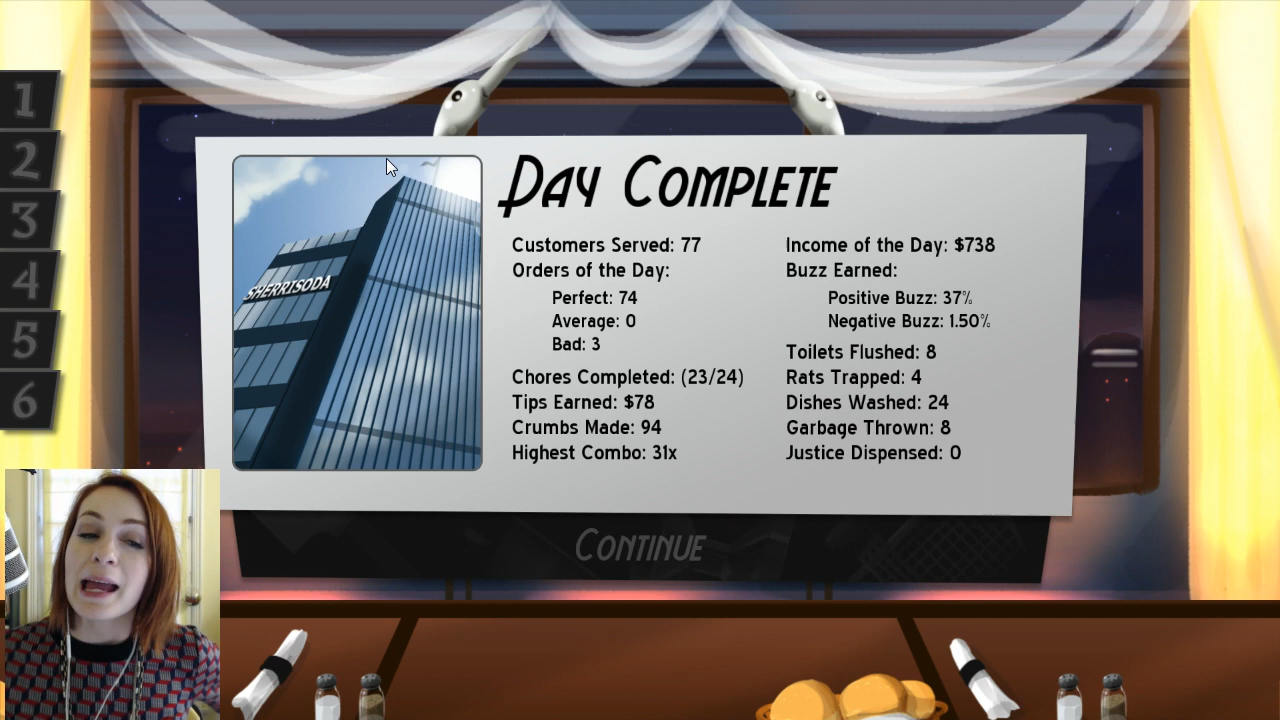 1
2
3
4
5
6
SHERRISODA
Day Complete
Customers Served: 77
Orders of the Day:
Perfect: 74
Average: 0
Bad: 3
Chores Completed: (23/24)
Tips Earned: $78
Crumbs Made: 94
Highest Combo: 31x
Income of the Day: $738
Buzz Earned:
Positive Buzz: 37%
Negative Buzz: 1.50%
Toilets Flushed: 8
Rats Trapped: 4
Dishes Washed: 24
Garbage Thrown: 8
Justice Dispensed: 0
Continue